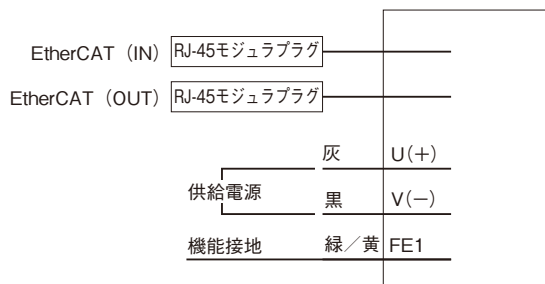 EtherCAT（IN） RJ-45モジュラプラグ
EtherCAT（OUT） RJ-45モジュラプラグ
灰 U(＋)
供給電源
黒 V(－)
機能接地 緑／黄 FE1